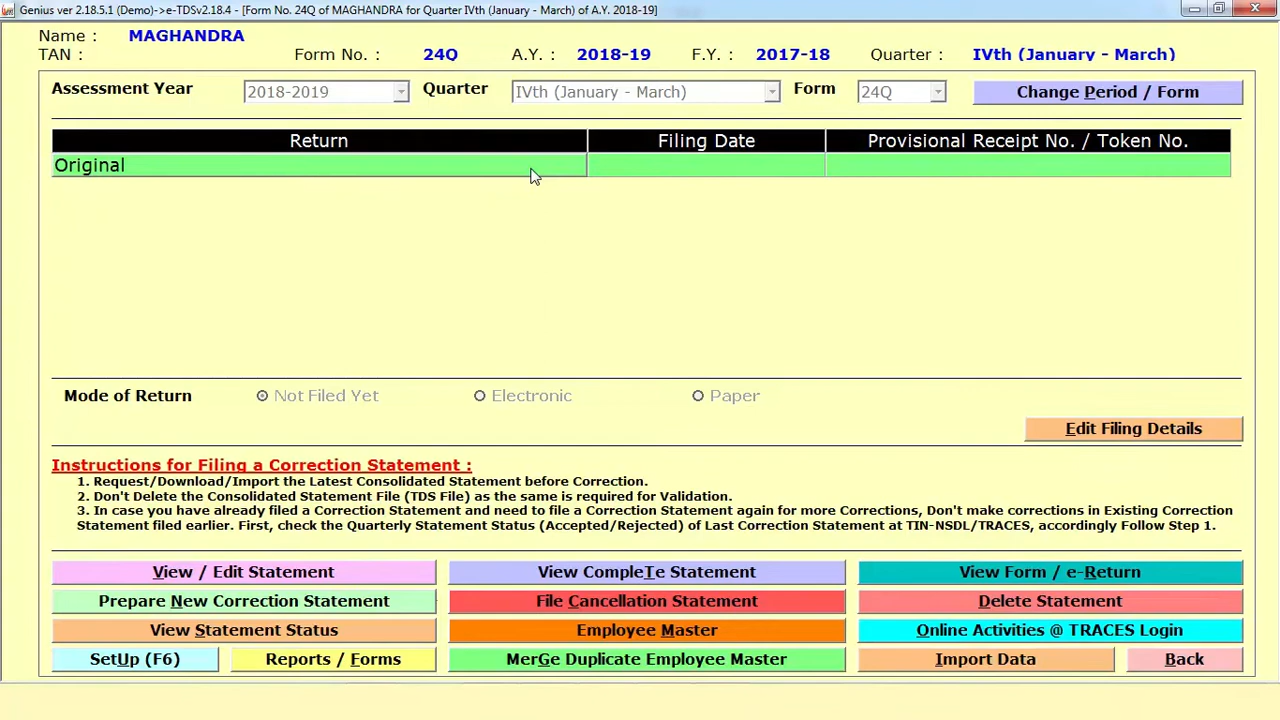 Genius ver 2.18.5.1 (Demo)->e-TDSv2.18.4 - [Form No. 24Q of MAGHANDRA for Quarter IVth (January - March) of A.Y. 2018-19]
Name : MAGHANDRA
TAN : Form No. : 24Q A.Y. : 2018-19 F.Y. : 2017-18 Quarter : IVth (January - March)
Assessment Year 2018-2019 Quarter IVth (January - March) Form 24Q Change Period / Form
Return Filing Date Provisional Receipt No. / Token No.
Original
Mode of Return Not Filed Yet Electronic Paper
Edit Filing Details
Instructions for Filing a Correction Statement :
1. Request/Download/Import the Latest Consolidated Statement before Correction.
2. Don't Delete the Consolidated Statement File (TDS File) as the same is required for Validation.
3. In case you have already filed a Correction Statement and need to file a Correction Statement again for more Corrections, Don't make corrections in Existing Correction
Statement filed earlier. First, check the Quarterly Statement Status (Accepted/Rejected) of Last Correction Statement at TIN-NSDL/TRACES, accordingly Follow Step 1.
View / Edit Statement View CompleTe Statement View Form / e-Return
Prepare New Correction Statement File Cancellation Statement Delete Statement
View Statement Status Employee Master Online Activities @ TRACES Login
SetUp (F6) Reports / Forms MerGe Duplicate Employee Master Import Data Back